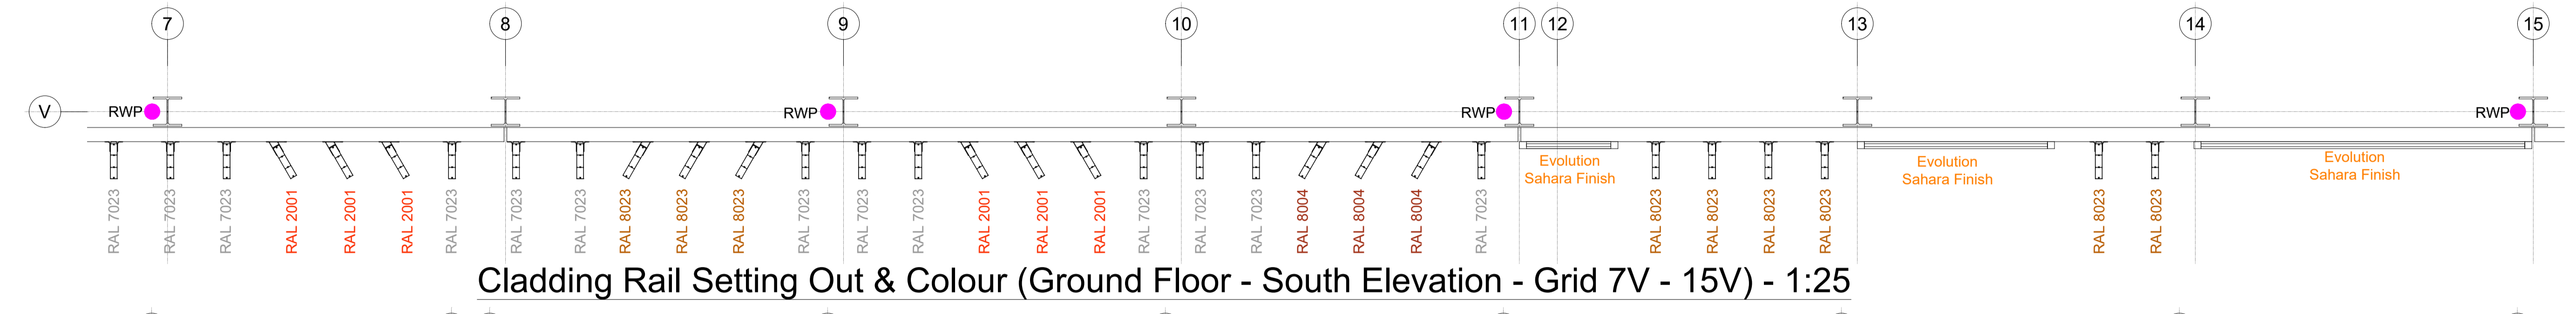 7 8 9 10 11 12 13 14 15
V
RWP RWP RWP RWP
Evolution
Sahara Finish
Evolution
Sahara Finish
Evolution
Sahara Finish
RAL 7023
RAL 7023
RAL 7023
RAL 2001
RAL 2001
RAL 2001
RAL 7023
RAL 7023
RAL 7023
RAL 8023
RAL 8023
RAL 8023
RAL 7023
RAL 7023
RAL 7023
RAL 2001
RAL 2001
RAL 2001
RAL 7023
RAL 7023
RAL 7023
RAL 8004
RAL 8004
RAL 8004
RAL 7023
RAL 8023
RAL 8023
RAL 8023
RAL 8023
RAL 8023
RAL 8023
Cladding Rail Setting Out & Colour (Ground Floor - South Elevation - Grid 7V - 15V) - 1:25